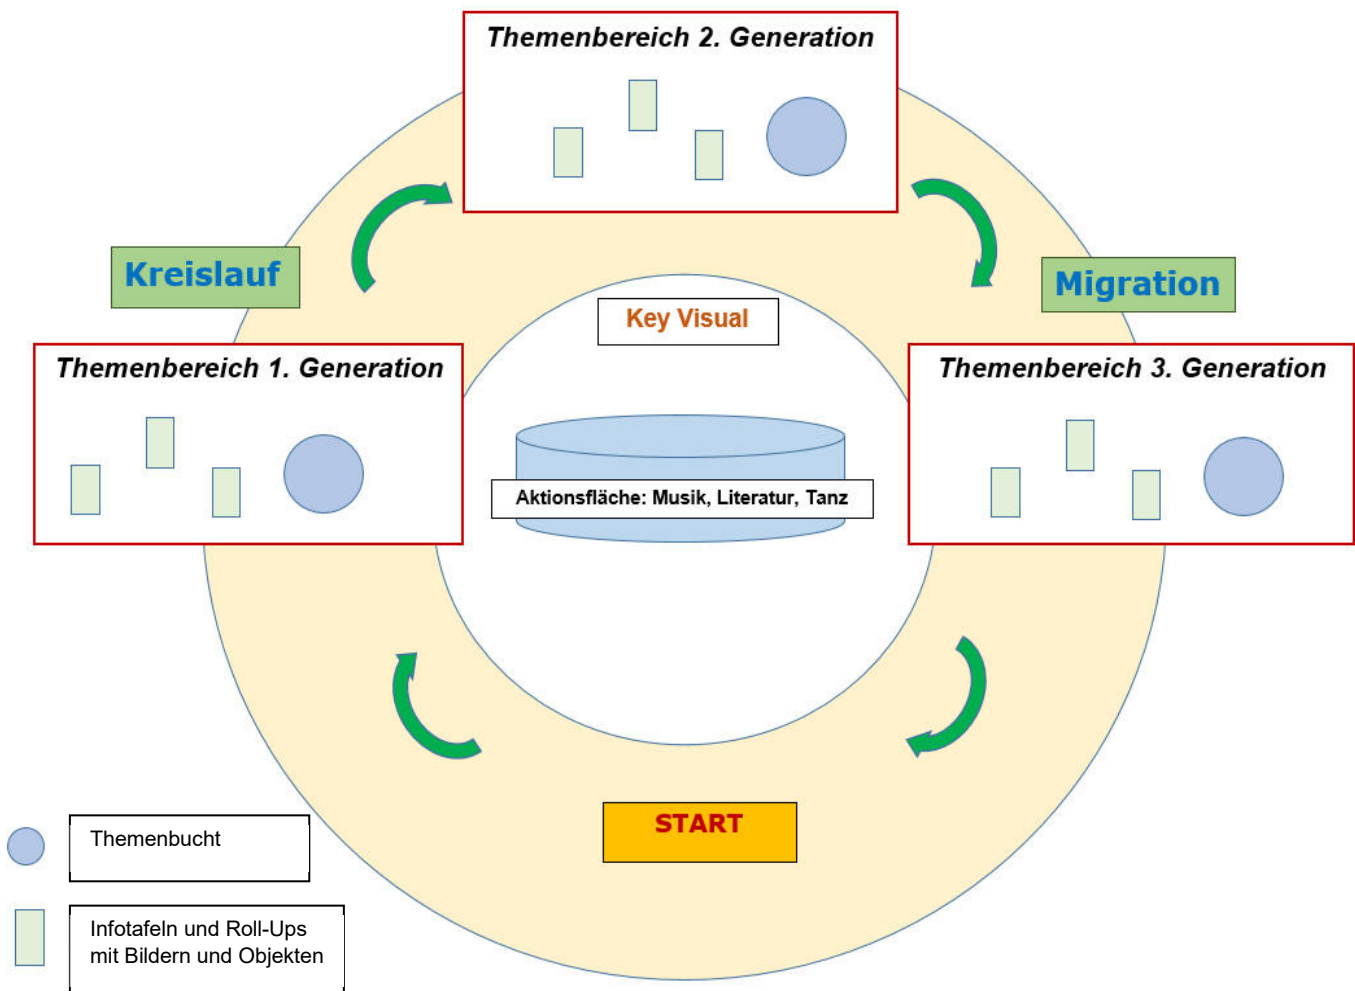 Themenbereich 2. Generation
Kreislauf
Migration
Key Visual
Themenbereich 1. Generation
Themenbereich 3. Generation
Aktionsfläche: Musik, Literatur, Tanz
START
Themenbucht
Infotafeln und Roll-Ups
mit Bildern und Objekten